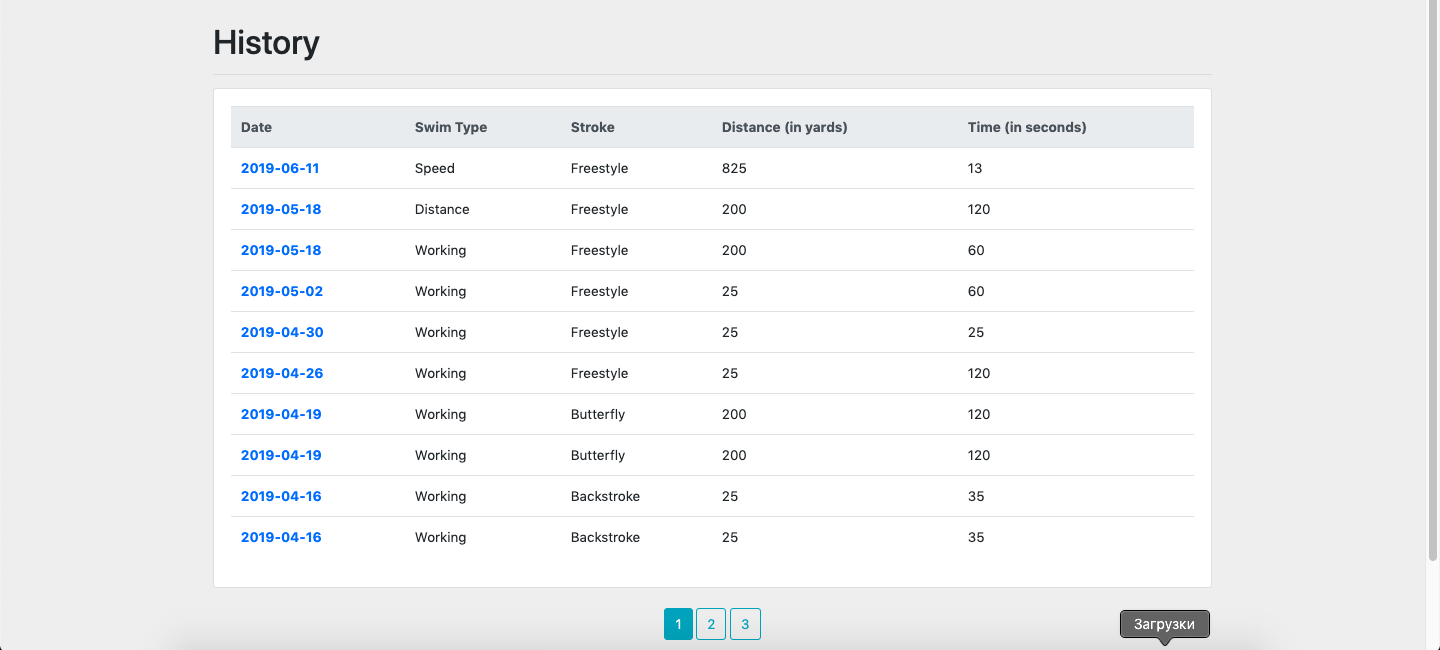 History
Date Swim Type Stroke Distance (in yards) Time (in seconds)
2019-06-11 Speed Freestyle 825 13
2019-05-18 Distance Freestyle 200 120
2019-05-18 Working Freestyle 200 60
2019-05-02 Working Freestyle 25 60
2019-04-30 Working Freestyle 25 25
2019-04-26 Working Freestyle 25 120
2019-04-19 Working Butterfly 200 120
2019-04-19 Working Butterfly 200 120
2019-04-16 Working Backstroke 25 35
2019-04-16 Working Backstroke 25 35
1 2 3
Загрузки